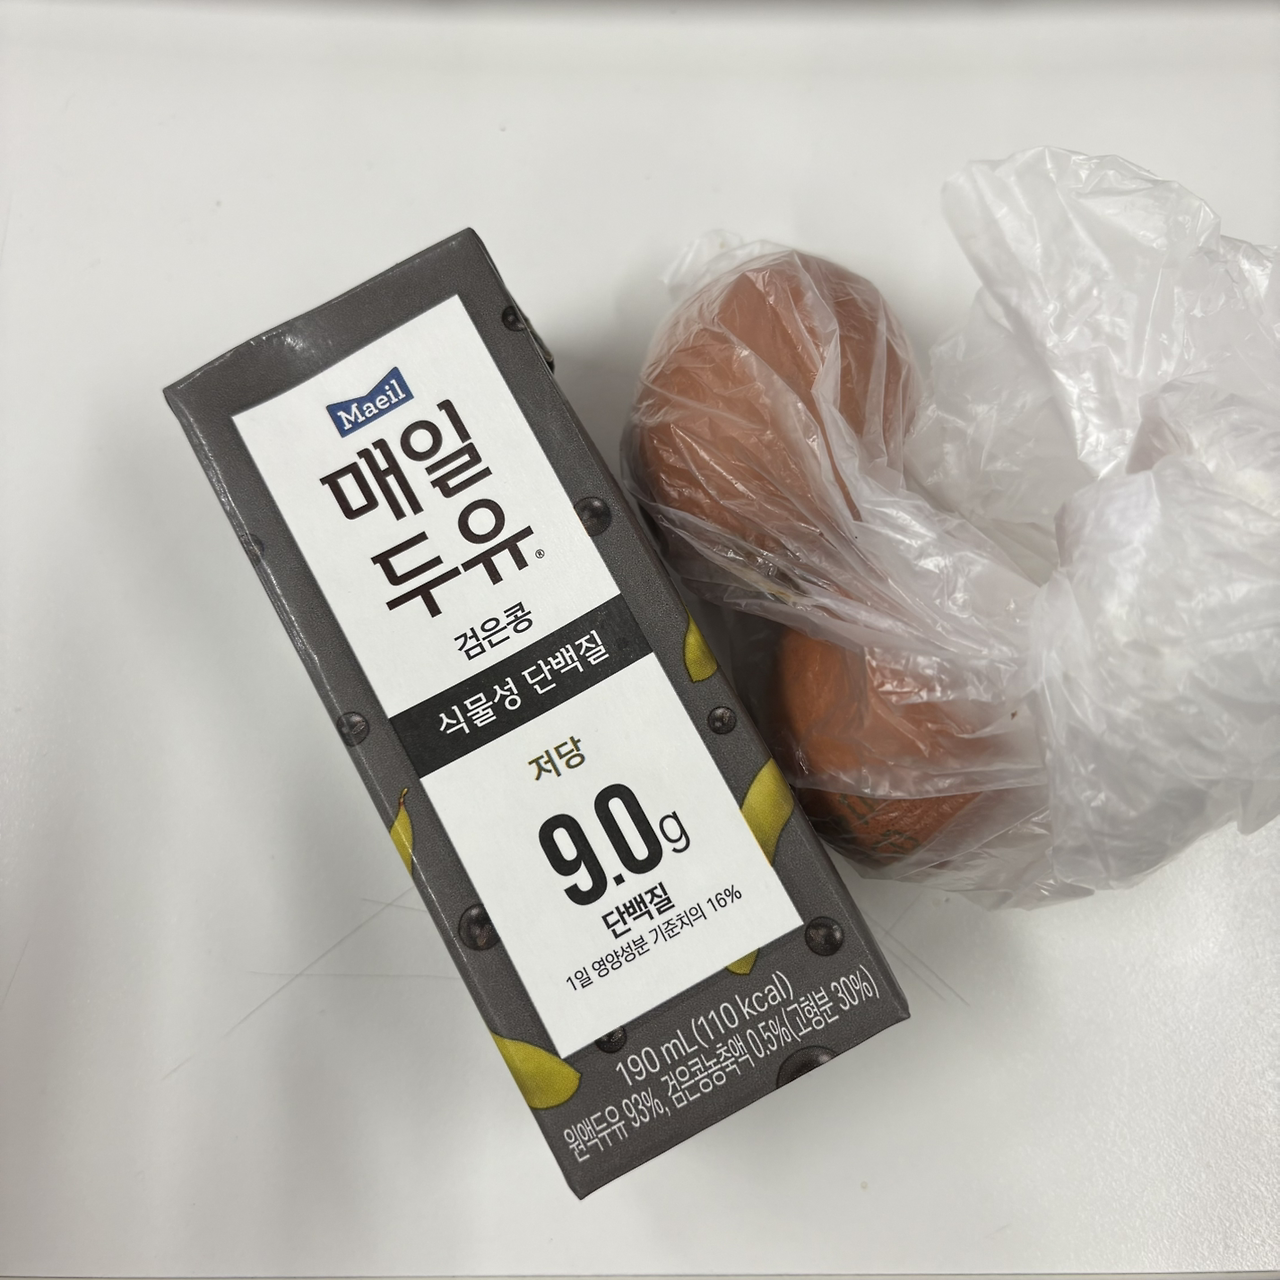 Maeil
매일
두유®
검은콩
식물성 단백질
저당
9.0g
단백질
1일 영양성분 기준치의 16%
190 mL(110 kcal)
원액두유 93%, 검은콩농축액 0.5%(고형분 30%)